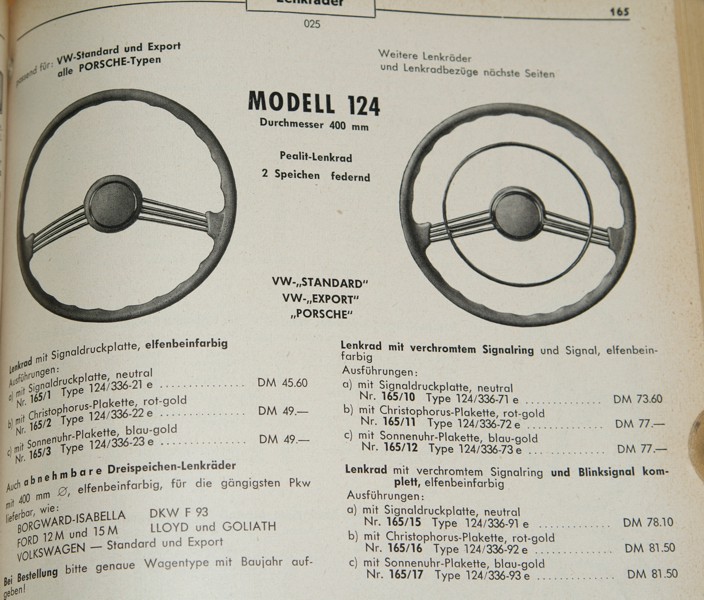 Lenkräder
165
025
passend für: VW-Standard und Export
alle PORSCHE-Typen
Weitere Lenkräder
und Lenkradbezüge nächste Seiten
MODELL 124
Durchmesser 400 mm
Pealit-Lenkrad
2 Speichen federnd
VW-„STANDARD"
VW-„EXPORT"
„PORSCHE"
Lenkrad mit Signaldruckplatte, elfenbeinfarbig
Ausführungen:
a) mit Signaldruckplatte, neutral
Nr. 165/1 Type 124/336-21 e ............... DM 45.60
b) mit Christophorus-Plakette, rot-gold
Nr. 165/2 Type 124/336-22 e ............... DM 49.—
c) mit Sonnenuhr-Plakette, blau-gold
Nr. 165/3 Type 124/336-23 e ............... DM 49.—
Auch abnehmbare Dreispeichen-Lenkräder
mit 400 mm ∅, elfenbeinfarbig, für die gängigsten Pkw
lieferbar, wie:
BORGWARD-ISABELLA DKW F 93
FORD 12 M und 15 M LLOYD und GOLIATH
VOLKSWAGEN — Standard und Export
Bei Bestellung bitte genaue Wagentype mit Baujahr auf-
geben!
Lenkrad mit verchromtem Signalring und Signal, elfenbein-
farbig
Ausführungen:
a) mit Signaldruckplatte, neutral
Nr. 165/10 Type 124/336-71 e ............... DM 73.60
b) mit Christophorus-Plakette, rot-gold
Nr. 165/11 Type 124/336-72 e ............... DM 77.—
c) mit Sonnenuhr-Plakette, blau-gold
Nr. 165/12 Type 124/336-73 e ............... DM 77.—
Lenkrad mit verchromtem Signalring und Blinksignal kom-
plett, elfenbeinfarbig
Ausführungen:
a) mit Signaldruckplatte, neutral
Nr. 165/15 Type 124/336-91 e ............... DM 78.10
b) mit Christophorus-Plakette, rot-gold
Nr. 165/16 Type 124/336-92 e ............... DM 81.50
c) mit Sonnenuhr-Plakette, blau-gold
Nr. 165/17 Type 124/336-93 e ............... DM 81.50